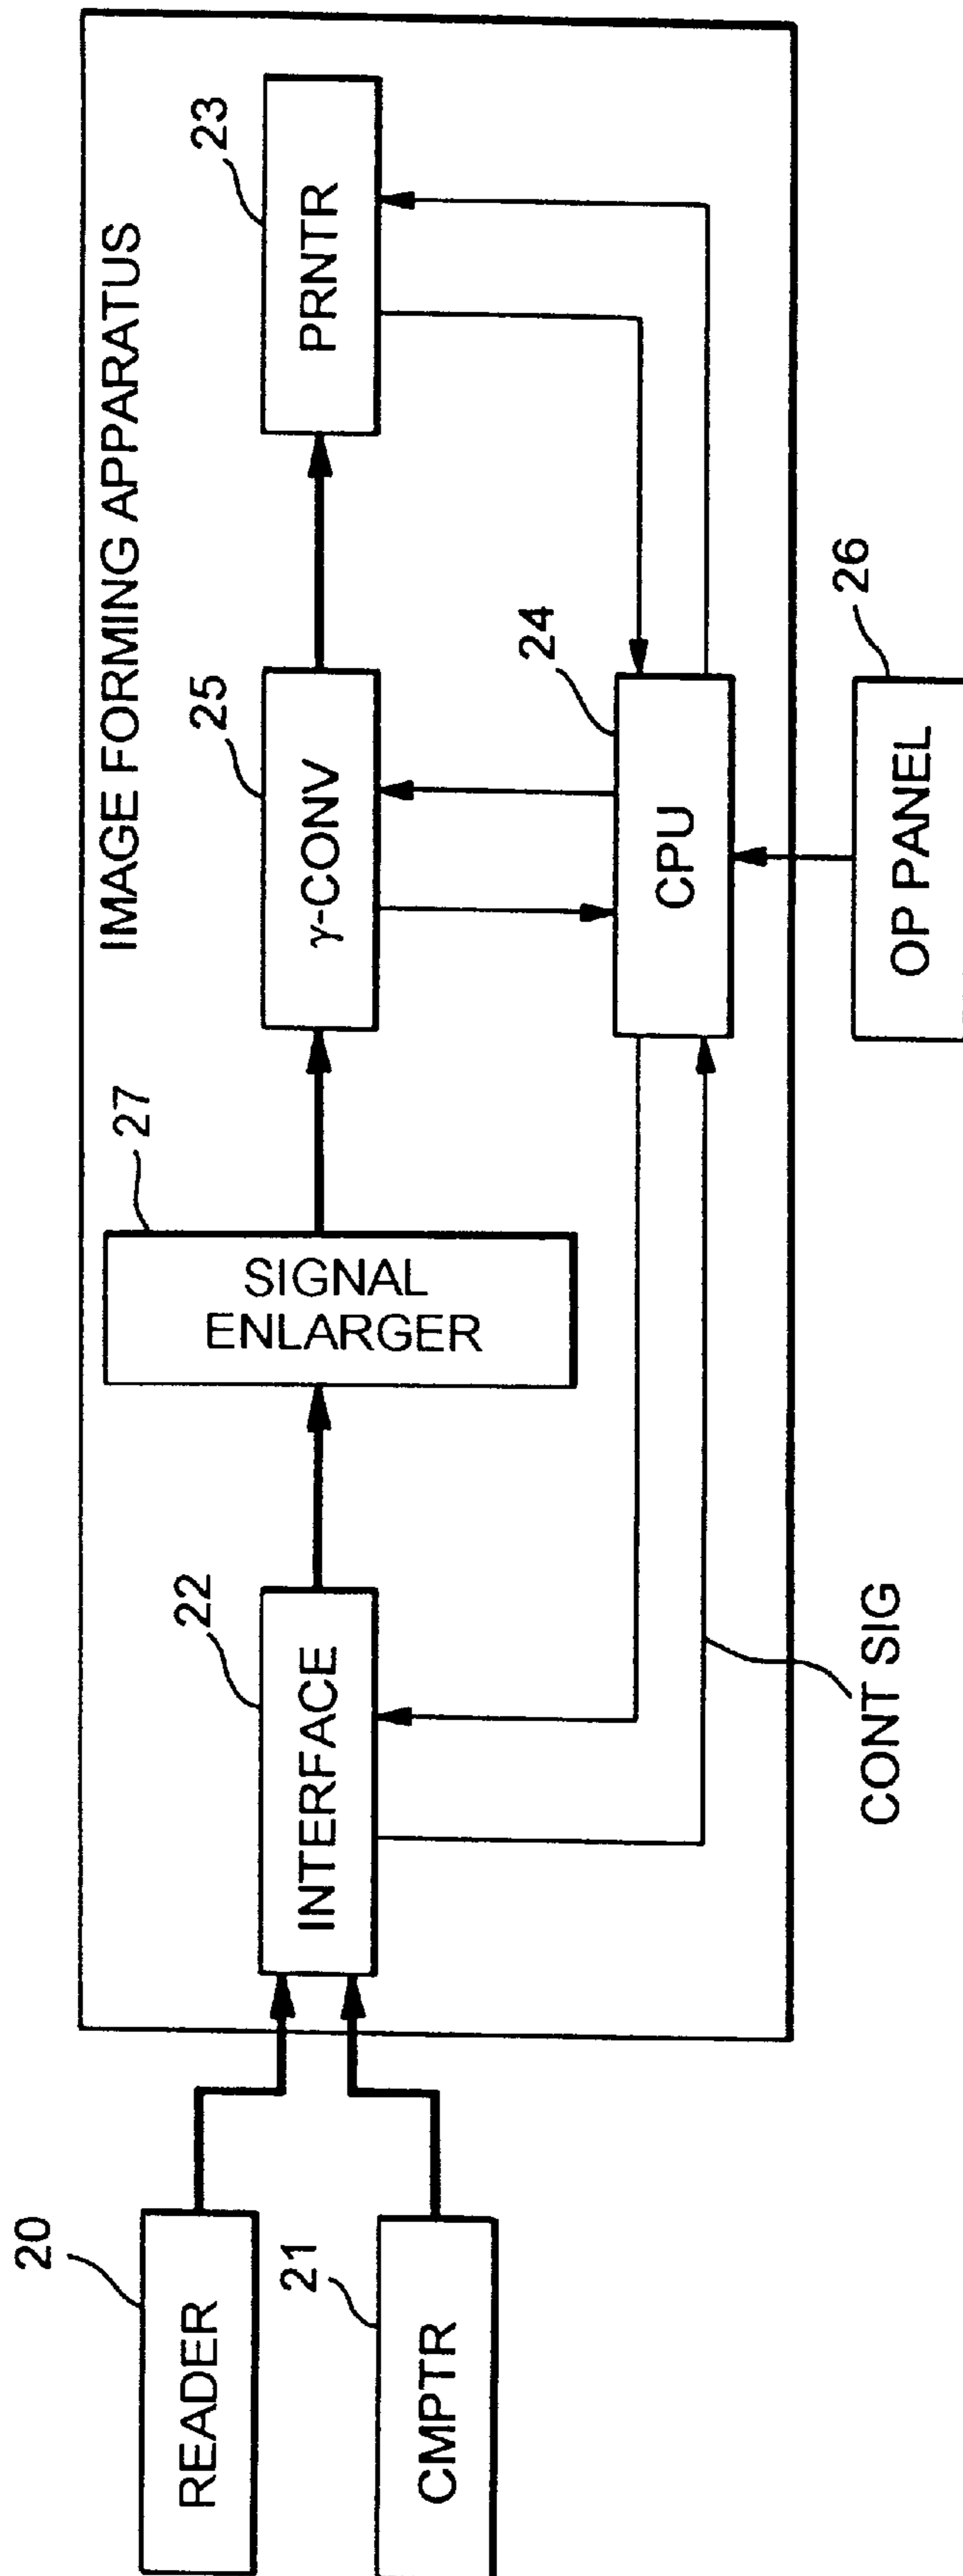 IMAGE FORMING APPARATUS
20
READER
21
CMPTR
22
INTERFACE
27
SIGNAL
ENLARGER
25
γ-CONV
23
PRNTR
24
CPU
26
OP PANEL
CONT SIG